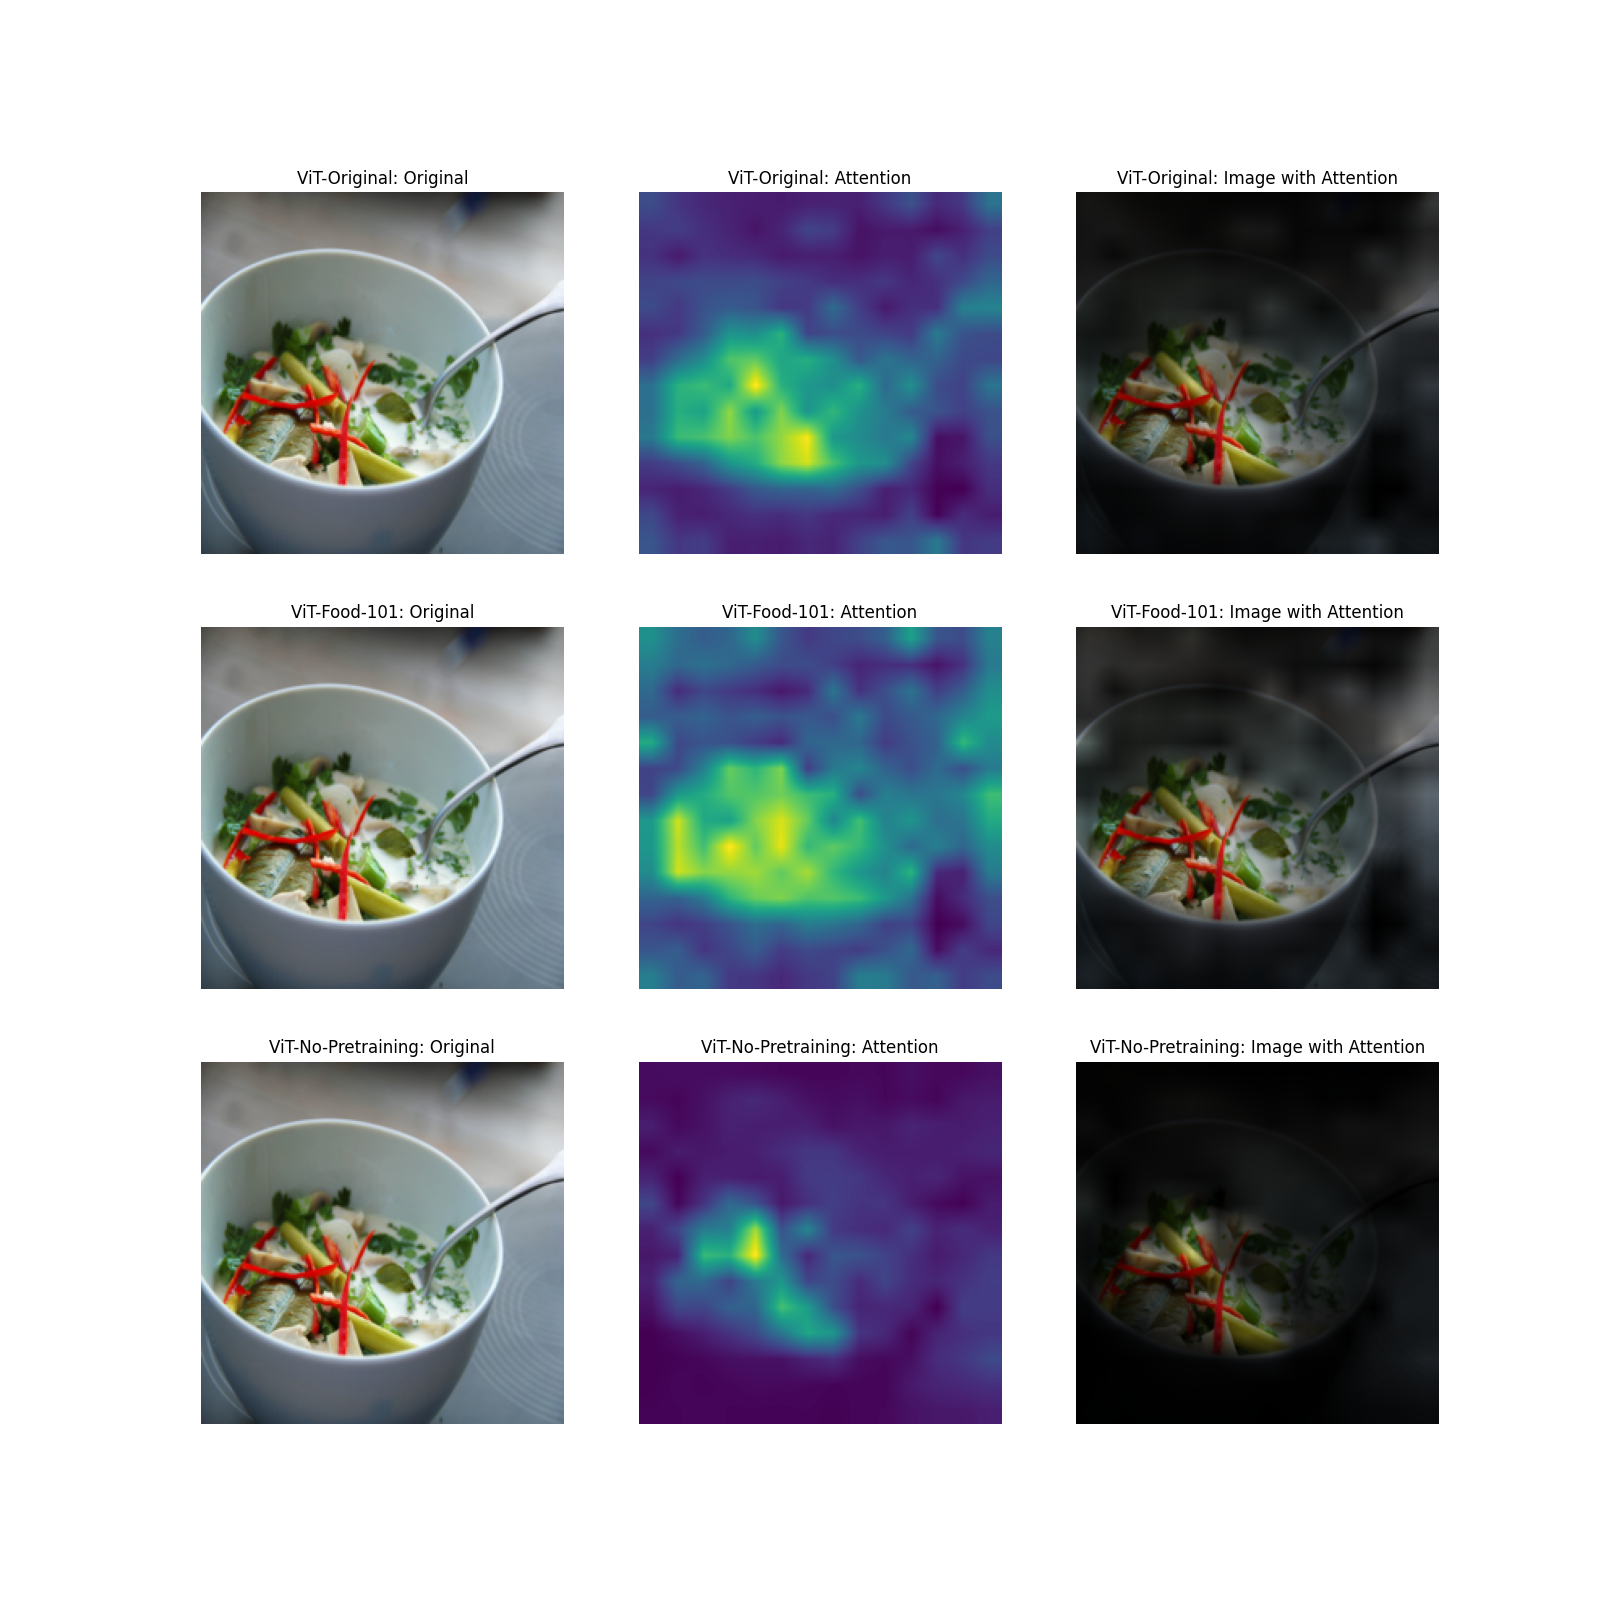 ViT-Original: Original
ViT-Original: Attention
ViT-Original: Image with Attention
ViT-Food-101: Original
ViT-Food-101: Attention
ViT-Food-101: Image with Attention
ViT-No-Pretraining: Original
ViT-No-Pretraining: Attention
ViT-No-Pretraining: Image with Attention